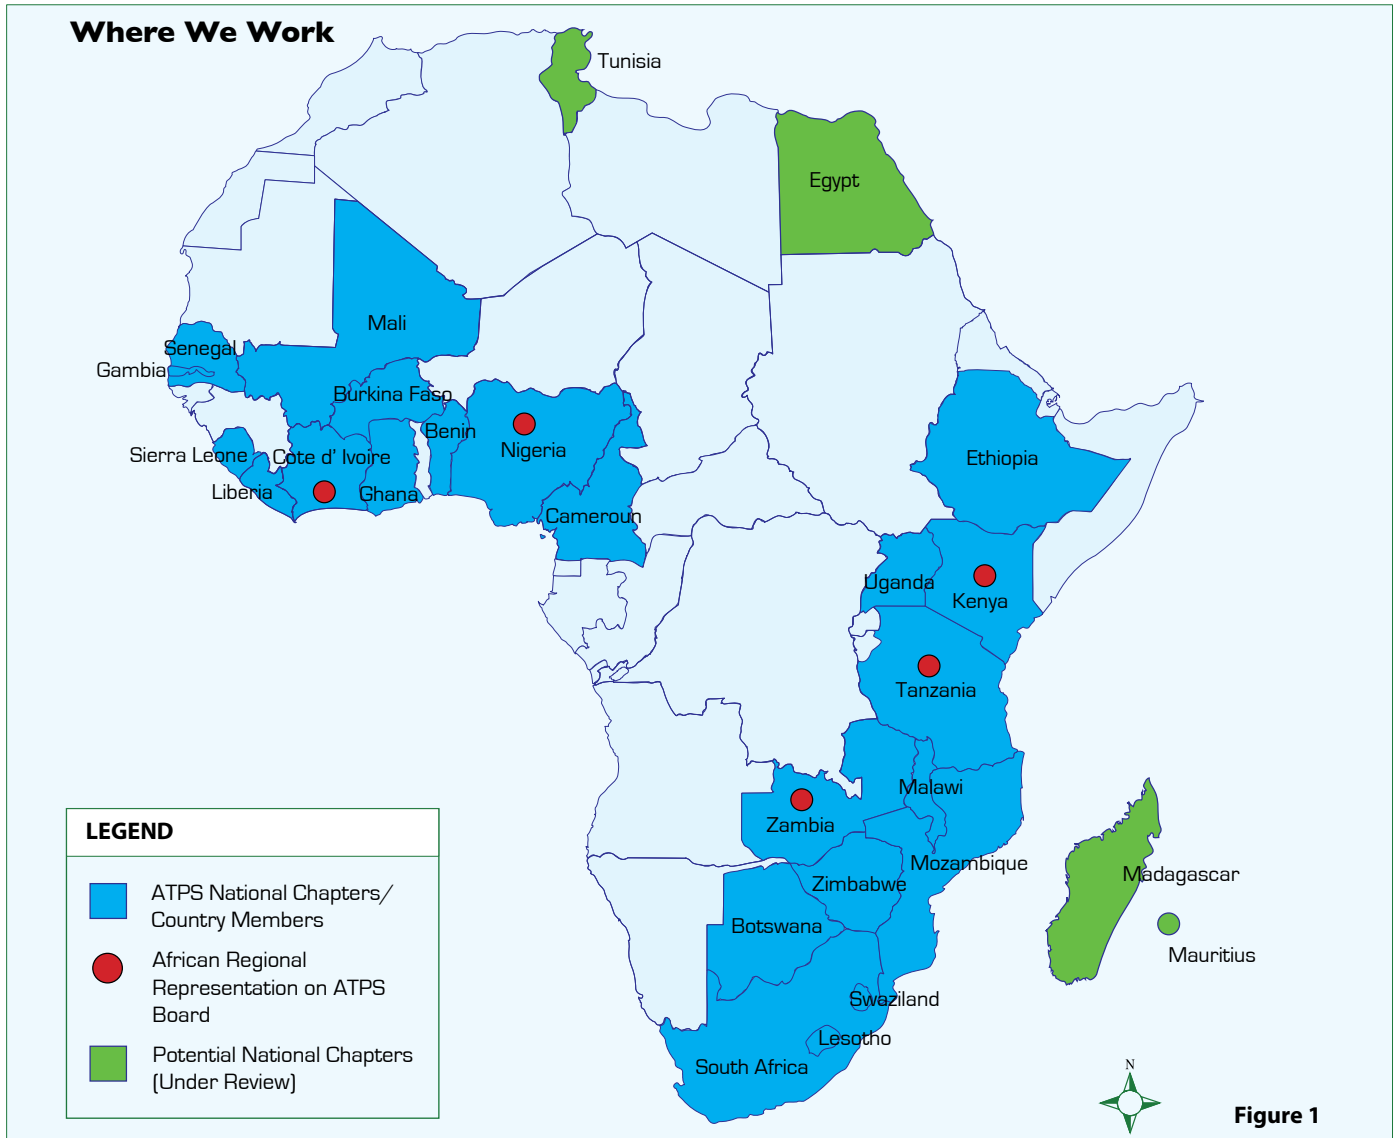 Where We Work
Tunisia
Egypt
Mali
Senegal
Gambia
Burkina Faso
Benin
Nigeria
Sierra Leone
Cote d' Ivoire
Liberia
Ghana
Cameroun
Ethiopia
Uganda
Kenya
Tanzania
Malawi
Zambia
Mozambique
Zimbabwe
Botswana
Madagascar
Mauritius
Swaziland
Lesotho
South Africa
LEGEND
ATPS National Chapters/
Country Members
African Regional
Representation on ATPS
Board
Potential National Chapters
(Under Review)
N
Figure 1